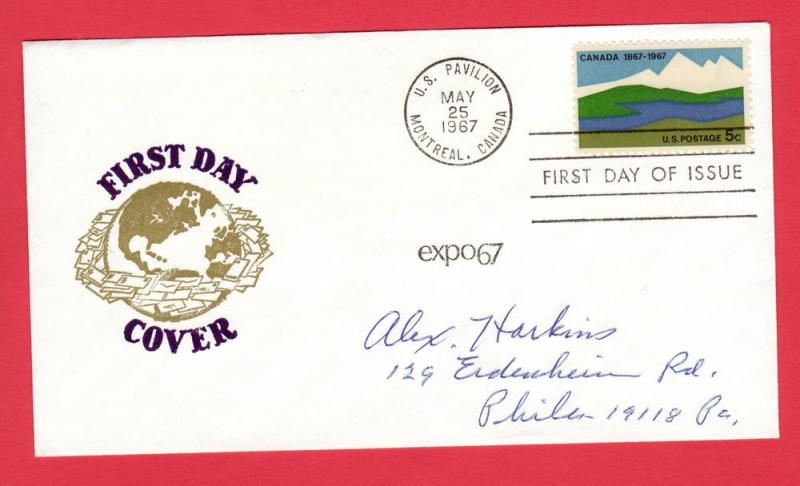 CANADA 1867-1967
U.S. POSTAGE 5c
U.S. PAVILION
MAY
25
1967
MONTREAL, CANADA
FIRST DAY OF ISSUE
FIRST DAY
COVER
expo67
Alex. Harkins
129 Erdenheim Rd.
Phila 19118 Pa.